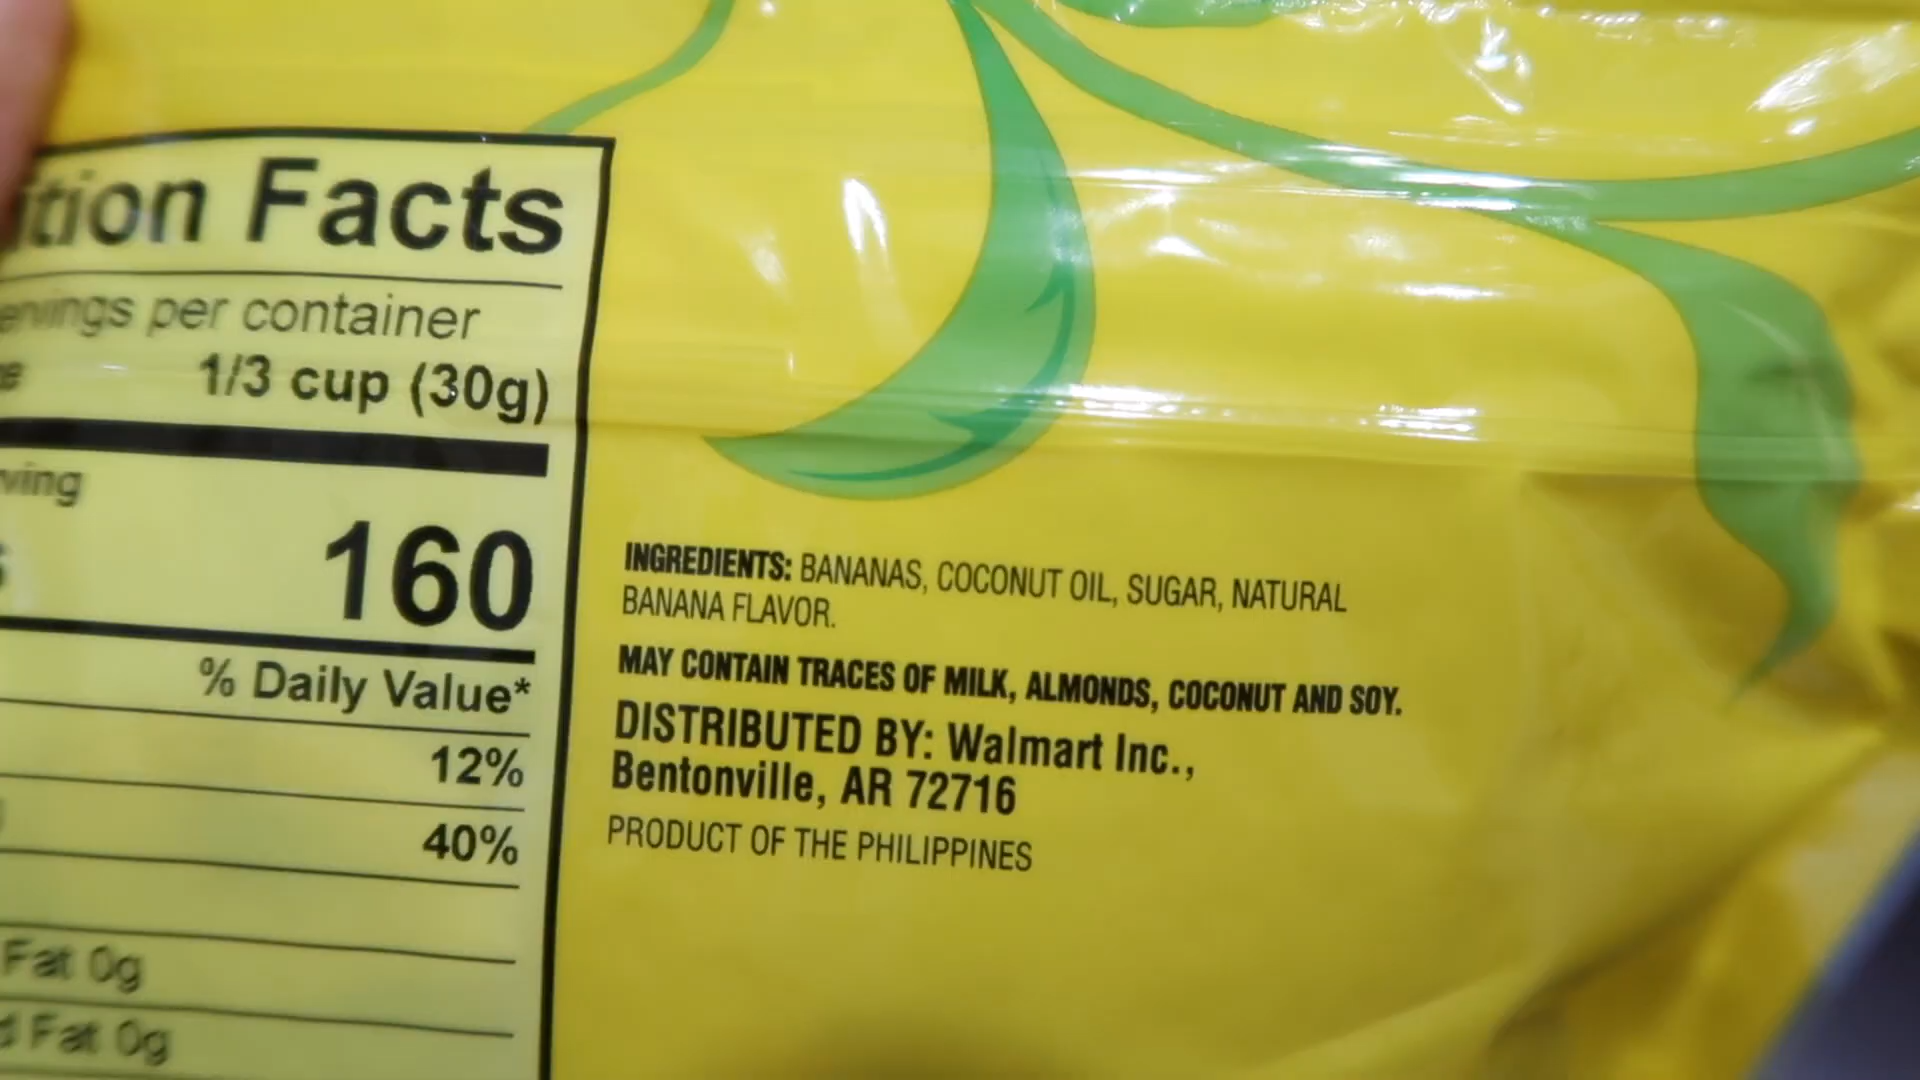 tion Facts
servings per container
1/3 cup (30g)
ving
160
% Daily Value*
12%
40%
Fat 0g
d Fat 0g
INGREDIENTS: BANANAS, COCONUT OIL, SUGAR, NATURAL
BANANA FLAVOR.
MAY CONTAIN TRACES OF MILK, ALMONDS, COCONUT AND SOY.
DISTRIBUTED BY: Walmart Inc.,
Bentonville, AR 72716
PRODUCT OF THE PHILIPPINES